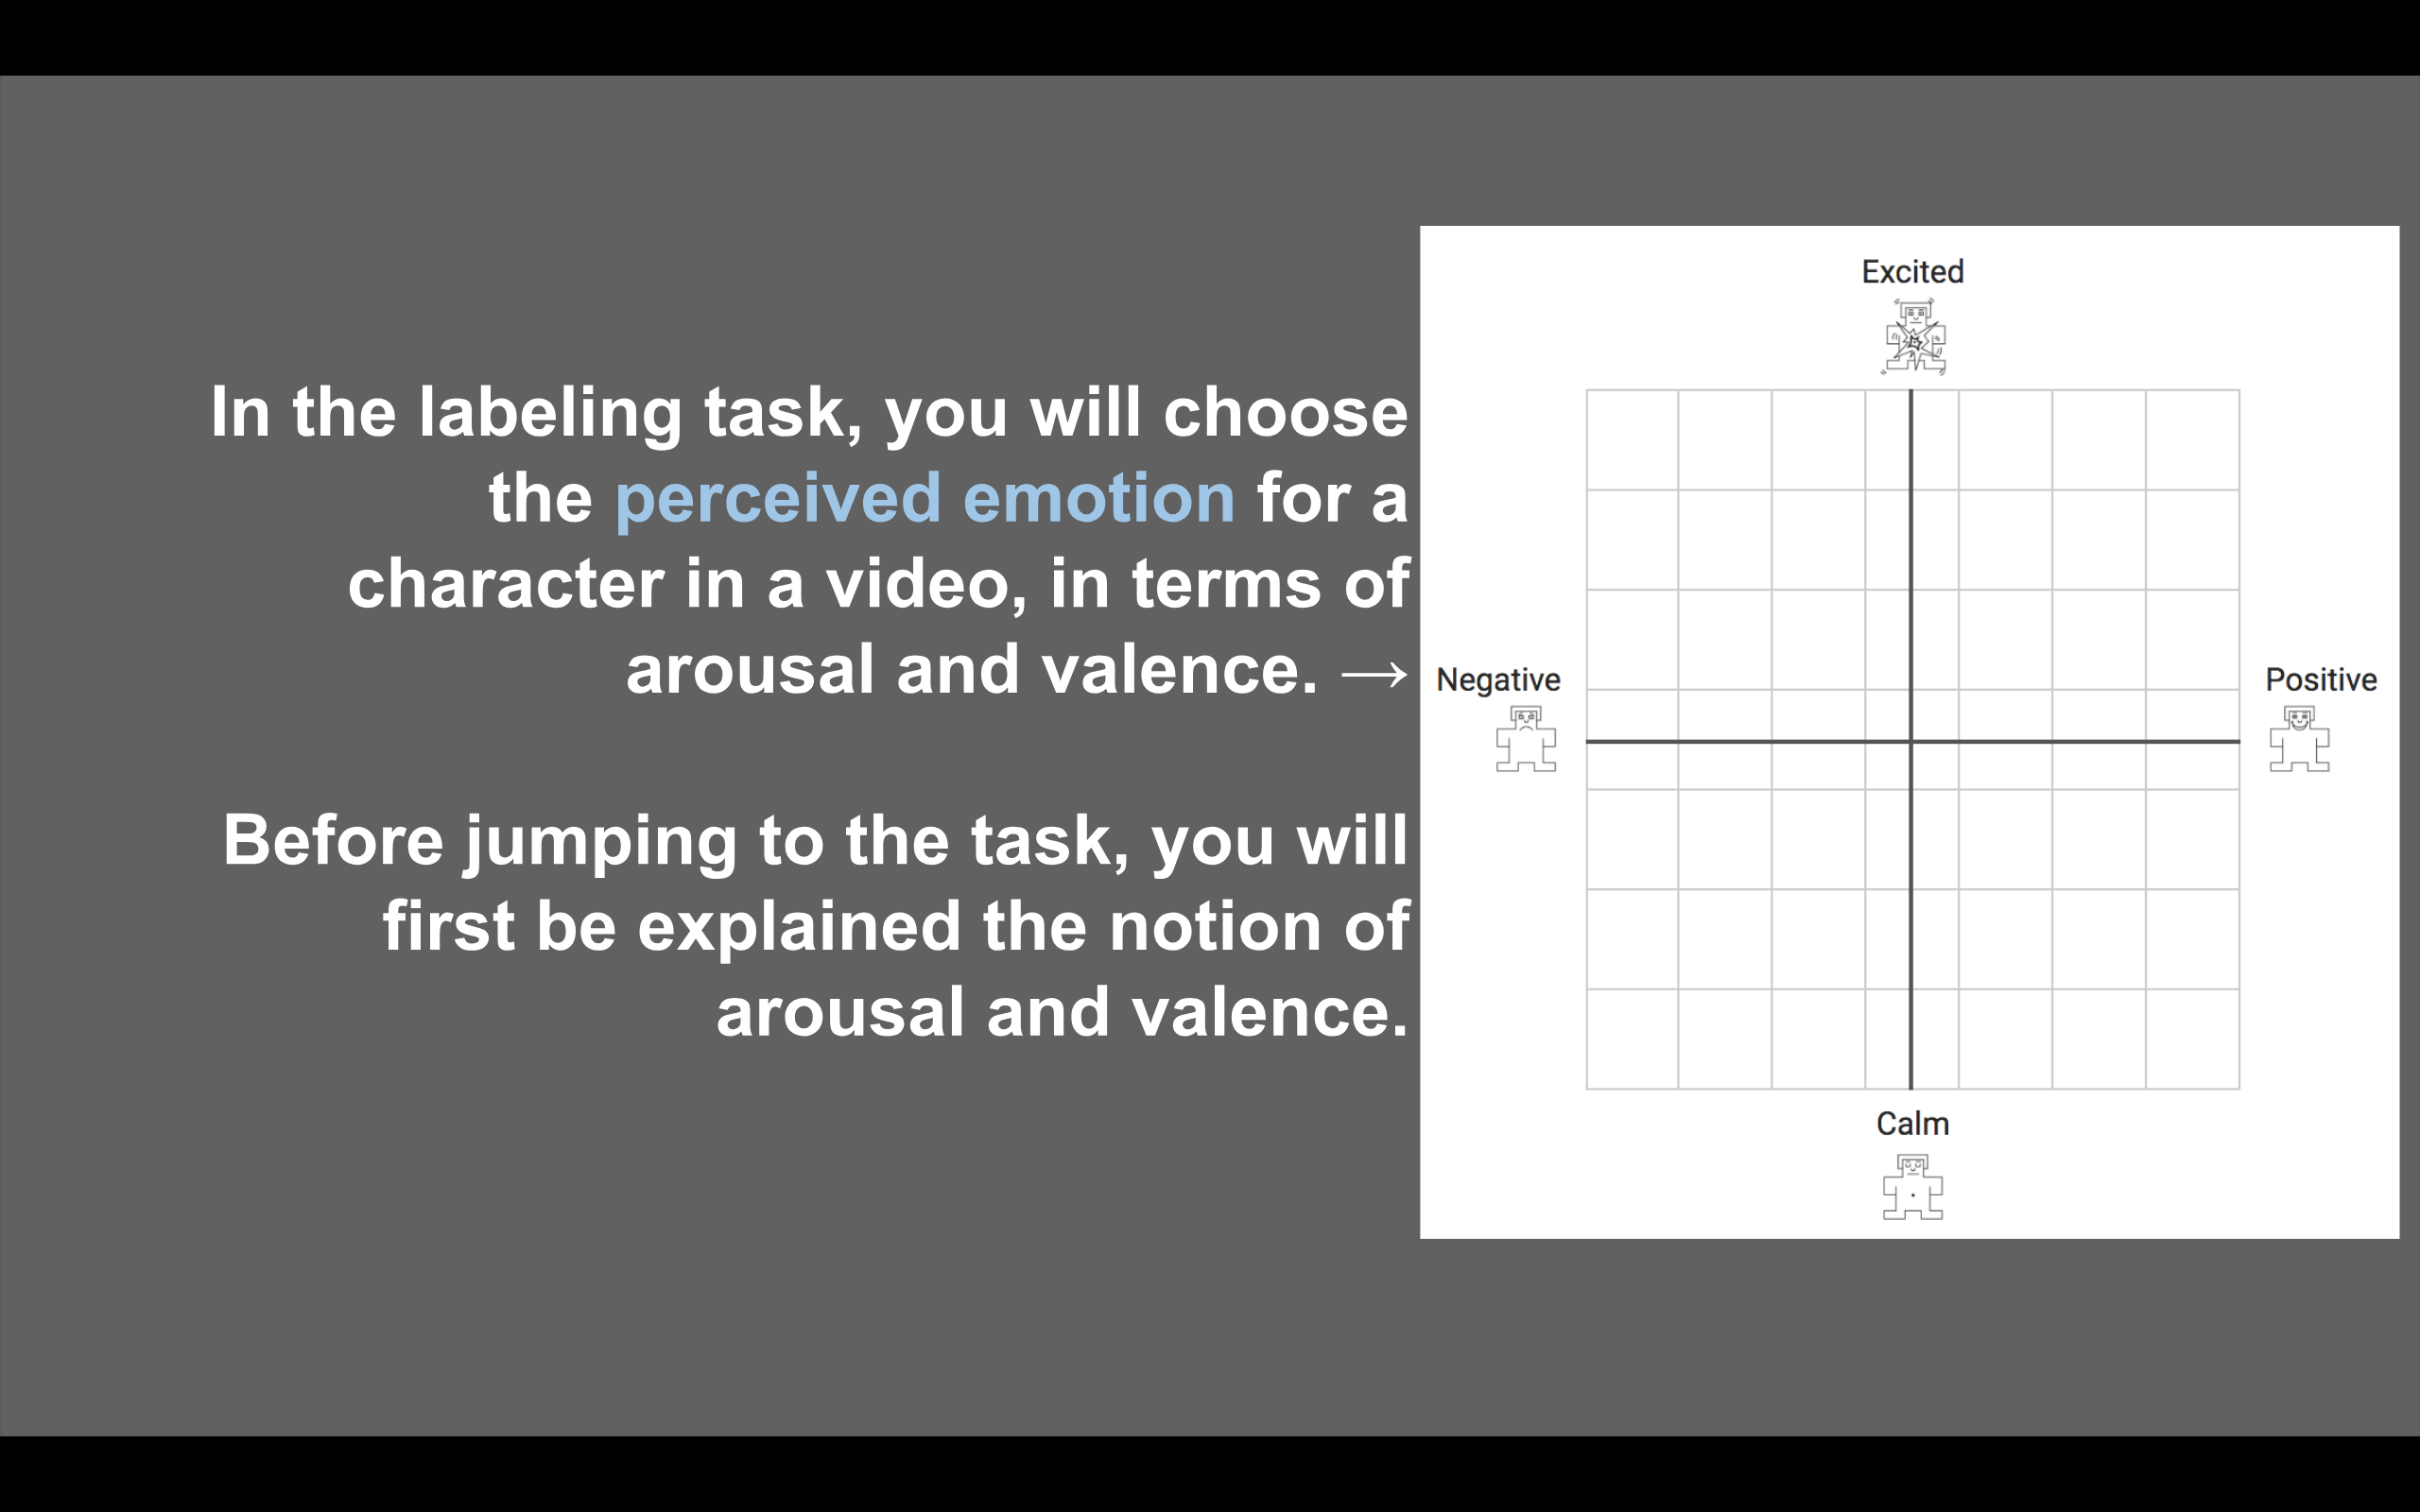 In the labeling task, you will choose
the perceived emotion for a
character in a video, in terms of
arousal and valence. →
Before jumping to the task, you will
first be explained the notion of
arousal and valence.
Excited
Negative
Positive
Calm